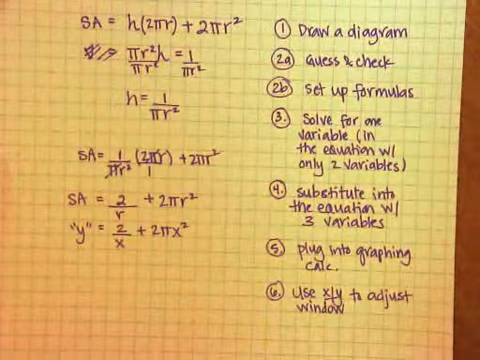 SA = h(2πr) + 2πr²
πr²h/πr² = 1/πr²
h = 1/πr²
SA = 1/πr² (2πr)/1 + 2πr²
SA = 2/r + 2πr²
"y" = 2/x + 2πx²
① Draw a diagram
②a Guess & check
②b Set up formulas
③. Solve for one
variable (in
the equation w/
only 2 variables)
④. substitute into
the equation w/
3 variables
⑤. plug into graphing
calc.
⑥. Use x/y to adjust
window